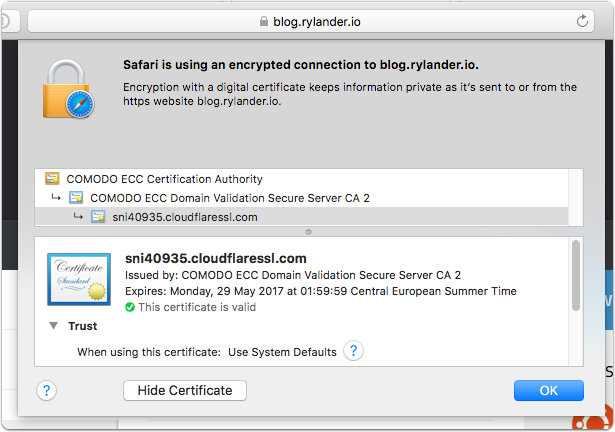 blog.rylander.io
Safari is using an encrypted connection to blog.rylander.io.
Encryption with a digital certificate keeps information private as it's sent to or from the
https website blog.rylander.io.
COMODO ECC Certification Authority
COMODO ECC Domain Validation Secure Server CA 2
sni40935.cloudflaressl.com
Certificate
Standard
sni40935.cloudflaressl.com
Issued by: COMODO ECC Domain Validation Secure Server CA 2
Expires: Monday, 29 May 2017 at 01:59:59 Central European Summer Time
This certificate is valid
Trust
When using this certificate: Use System Defaults ?
? Hide Certificate OK